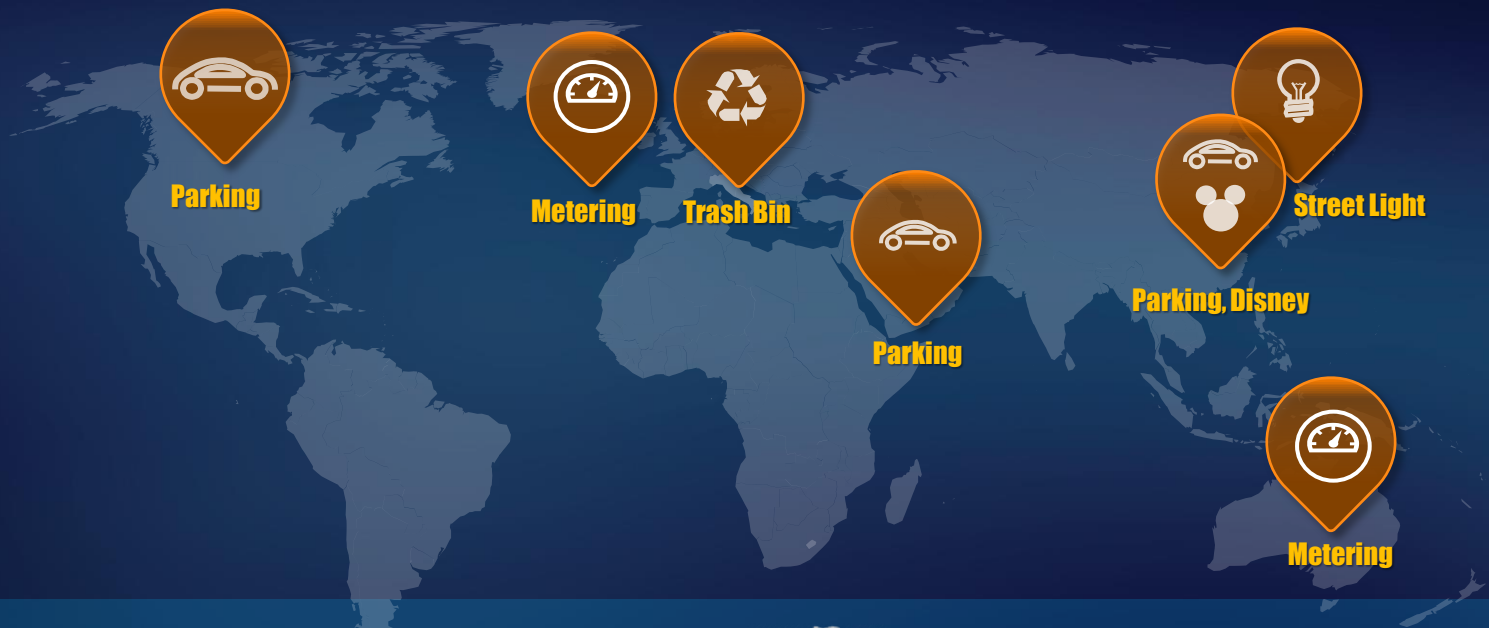 Parking
Metering
Trash Bin
Street Light
Parking, Disney
Parking
Metering